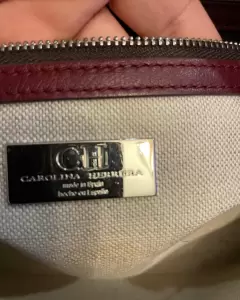 CH
CAROLINA HERRERA
made in Spain
hecho en España